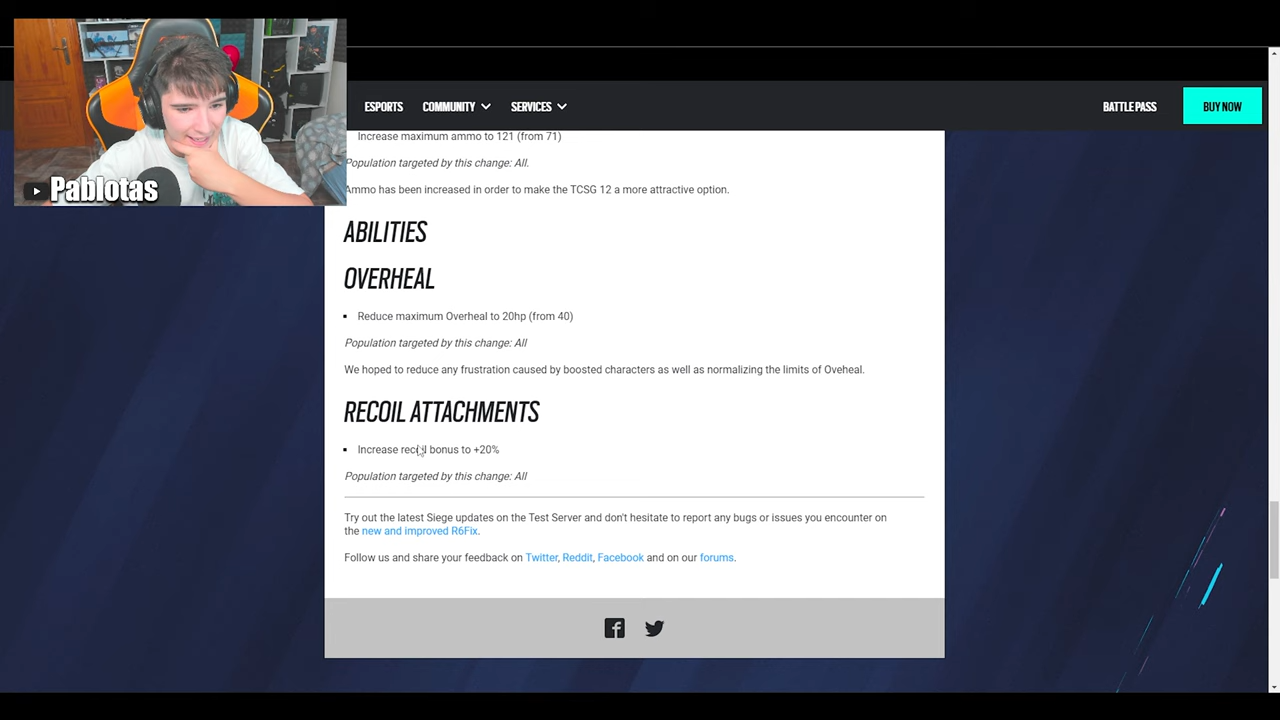 ESPORTS COMMUNITY SERVICES BATTLE PASS BUY NOW
Increase maximum ammo to 121 (from 71)
Population targeted by this change: All.
Pablotas
Ammo has been increased in order to make the TCSG 12 a more attractive option.
ABILITIES
OVERHEAL
Reduce maximum Overheal to 20hp (from 40)
Population targeted by this change: All
We hoped to reduce any frustration caused by boosted characters as well as normalizing the limits of Oveheal.
RECOIL ATTACHMENTS
Increase recoil bonus to +20%
Population targeted by this change: All
Try out the latest Siege updates on the Test Server and don't hesitate to report any bugs or issues you encounter on
the new and improved R6Fix.
Follow us and share your feedback on Twitter, Reddit, Facebook and on our forums.